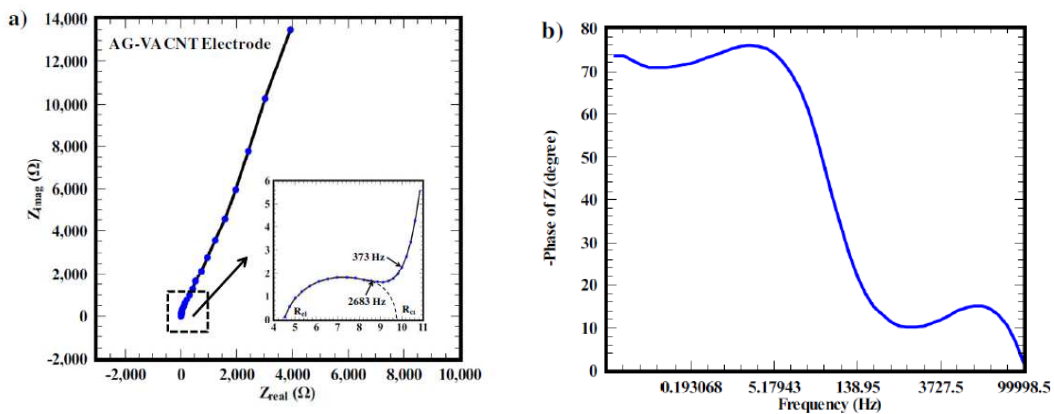 a)
14,000
12,000
10,000
8,000
6,000
4,000
2,000
0
-2,000
Zimag (Ω)
AG-VACNT Electrode
6
5
4
3
2
1
0
373 Hz
2683 Hz
Rel
Rct
4 5 6 7 8 9 10 11
-2,000 0 2,000 4,000 6,000 8,000 10,000
Zreal (Ω)
b)
80
70
60
50
40
30
20
10
0
-Phase of Z(degree)
0.193068 5.17943 138.95 3727.5 99998.5
Frequency (Hz)